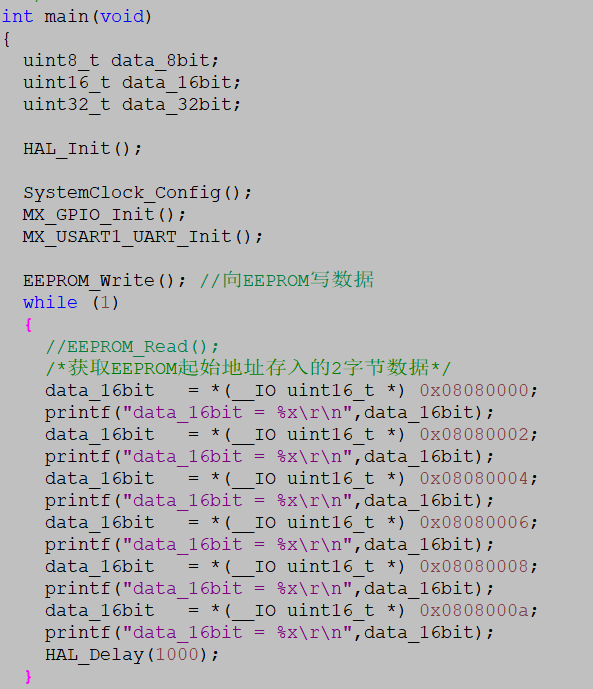 int main(void)
{
  uint8_t data_8bit;
  uint16_t data_16bit;
  uint32_t data_32bit;

  HAL_Init();

  SystemClock_Config();
  MX_GPIO_Init();
  MX_USART1_UART_Init();

  EEPROM_Write(); //向EEPROM写数据
  while (1)
  {
    //EEPROM_Read();
    /*获取EEPROM起始地址存入的2字节数据*/
    data_16bit   = *(__IO uint16_t *) 0x08080000;
    printf("data_16bit = %x\r\n",data_16bit);
    data_16bit   = *(__IO uint16_t *) 0x08080002;
    printf("data_16bit = %x\r\n",data_16bit);
    data_16bit   = *(__IO uint16_t *) 0x08080004;
    printf("data_16bit = %x\r\n",data_16bit);
    data_16bit   = *(__IO uint16_t *) 0x08080006;
    printf("data_16bit = %x\r\n",data_16bit);
    data_16bit   = *(__IO uint16_t *) 0x08080008;
    printf("data_16bit = %x\r\n",data_16bit);
    data_16bit   = *(__IO uint16_t *) 0x0808000a;
    printf("data_16bit = %x\r\n",data_16bit);
    HAL_Delay(1000);
  }